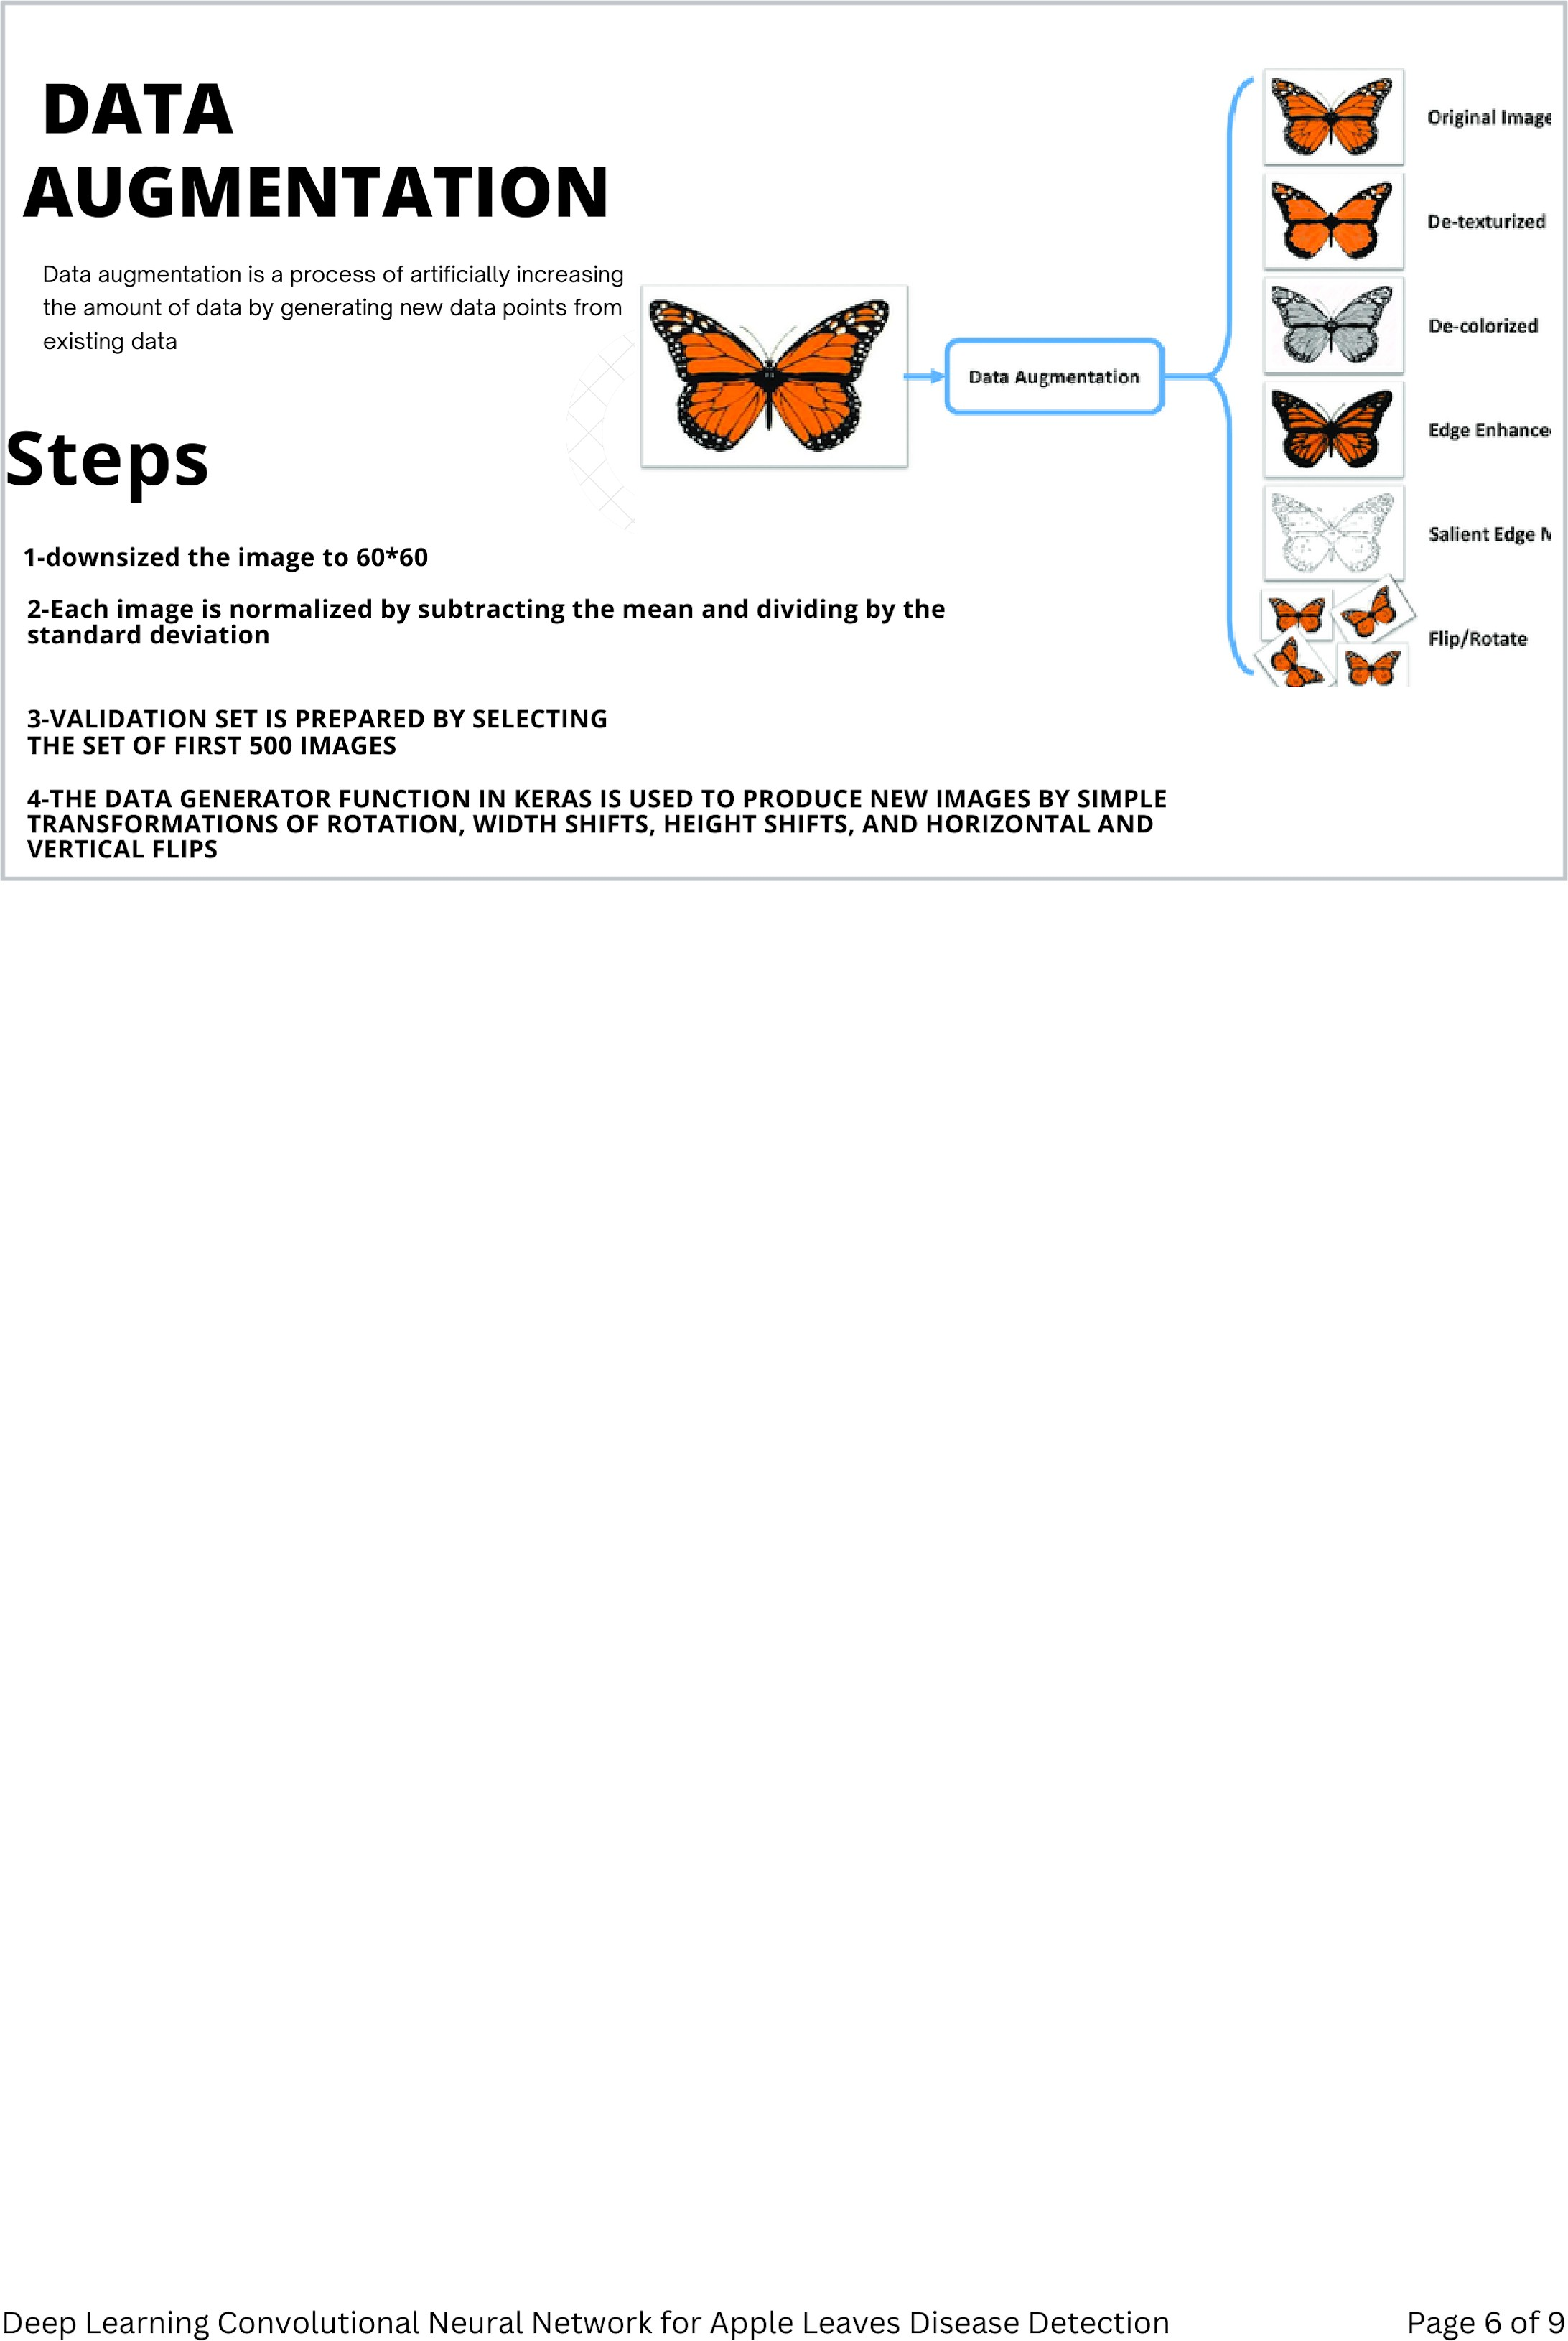 DATA
AUGMENTATION
Data augmentation is a process of artificially increasing
the amount of data by generating new data points from
existing data
Data Augmentation
Original Image
De-texturized
De-colorized
Edge Enhance
Salient Edge M
Flip/Rotate
Steps
1-downsized the image to 60*60
2-Each image is normalized by subtracting the mean and dividing by the
standard deviation
3-VALIDATION SET IS PREPARED BY SELECTING
THE SET OF FIRST 500 IMAGES
4-THE DATA GENERATOR FUNCTION IN KERAS IS USED TO PRODUCE NEW IMAGES BY SIMPLE
TRANSFORMATIONS OF ROTATION, WIDTH SHIFTS, HEIGHT SHIFTS, AND HORIZONTAL AND
VERTICAL FLIPS
Deep Learning Convolutional Neural Network for Apple Leaves Disease Detection
Page 6 of 9